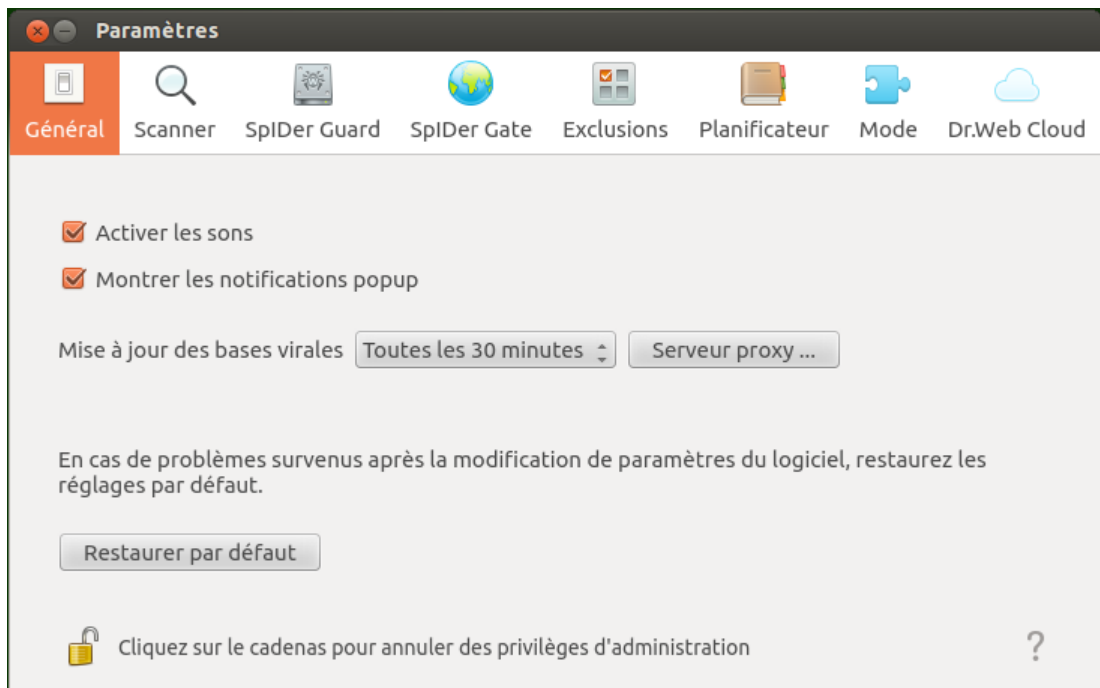 Paramètres
Général Scanner SpIDer Guard SpIDer Gate Exclusions Planificateur Mode Dr.Web Cloud
Activer les sons
Montrer les notifications popup
Mise à jour des bases virales Toutes les 30 minutes Serveur proxy ...
En cas de problèmes survenus après la modification de paramètres du logiciel, restaurez les
réglages par défaut.
Restaurer par défaut
Cliquez sur le cadenas pour annuler des privilèges d'administration ?